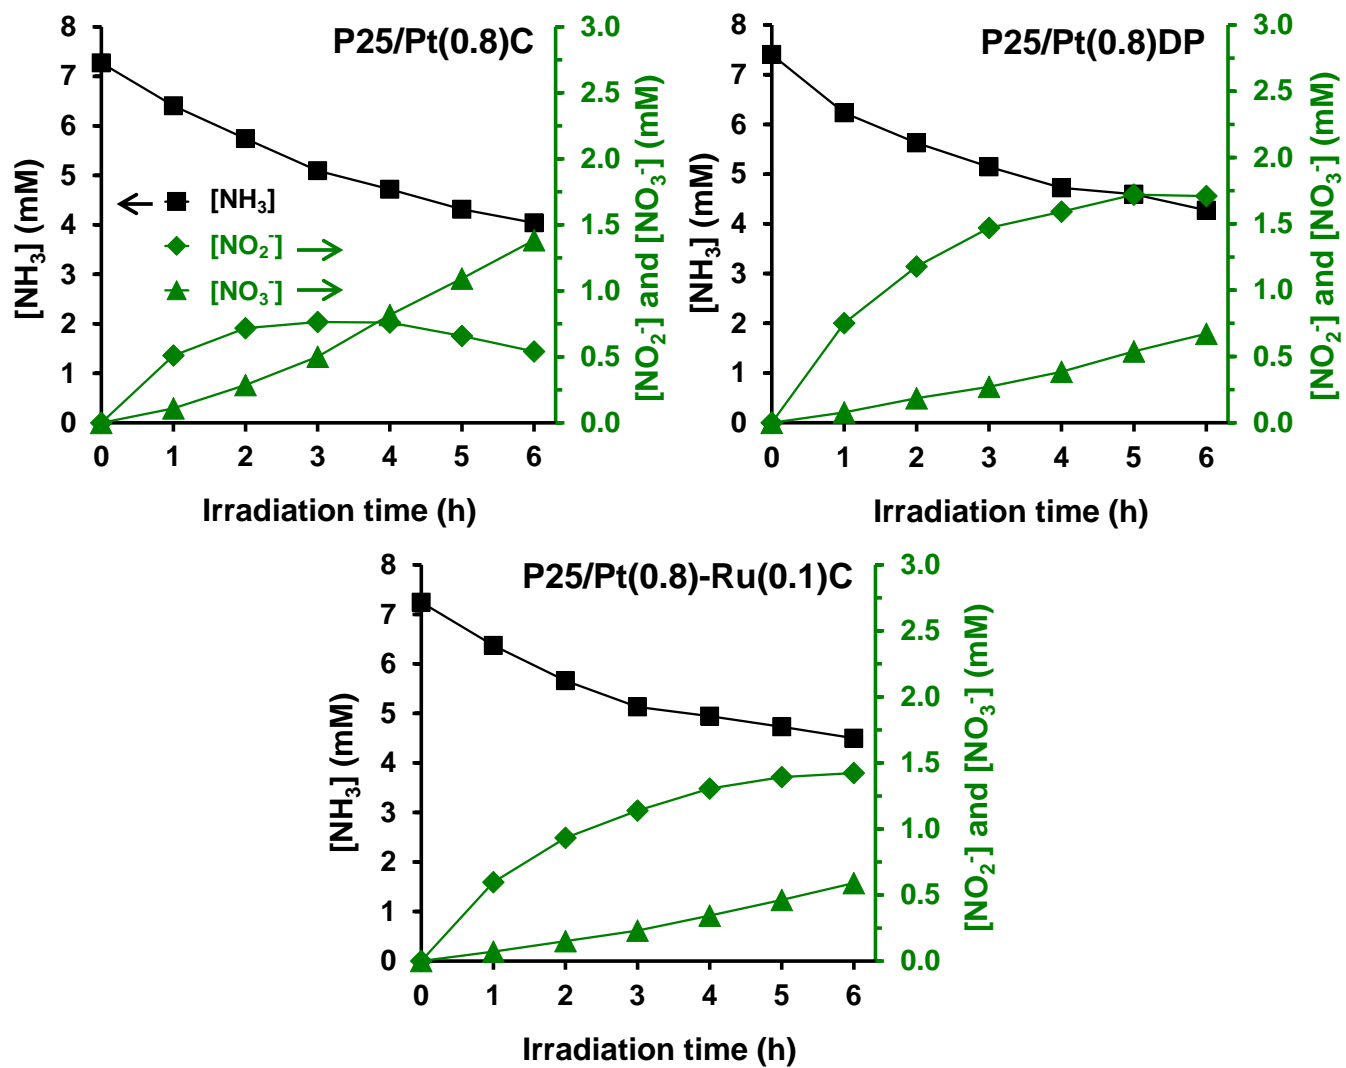 P25/Pt(0.8)C
[NH3] (mM)
8
7
6
5
4
3
2
1
0
[NH3]
[NO2-]
[NO3-]
3.0
2.5
2.0
1.5
1.0
0.5
0.0
[NO2-] and [NO3-] (mM)
0 1 2 3 4 5 6
Irradiation time (h)
P25/Pt(0.8)DP
[NH3] (mM)
8
7
6
5
4
3
2
1
0
3.0
2.5
2.0
1.5
1.0
0.5
0.0
[NO2-] and [NO3-] (mM)
0 1 2 3 4 5 6
Irradiation time (h)
P25/Pt(0.8)-Ru(0.1)C
[NH3] (mM)
8
7
6
5
4
3
2
1
0
3.0
2.5
2.0
1.5
1.0
0.5
0.0
[NO2-] and [NO3-] (mM)
0 1 2 3 4 5 6
Irradiation time (h)